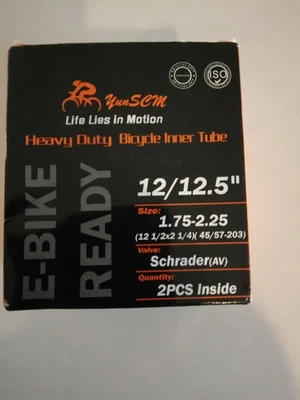 YunSCM
Life Lies in Motion
ISO
Heavy Duty Bicycle Inner Tube
E-BIKE
READY
12/12.5"
Size:
1.75-2.25
(12 1/2x2 1/4)( 45/57-203)
Valve:
Schrader(AV)
Quantity:
2PCS Inside